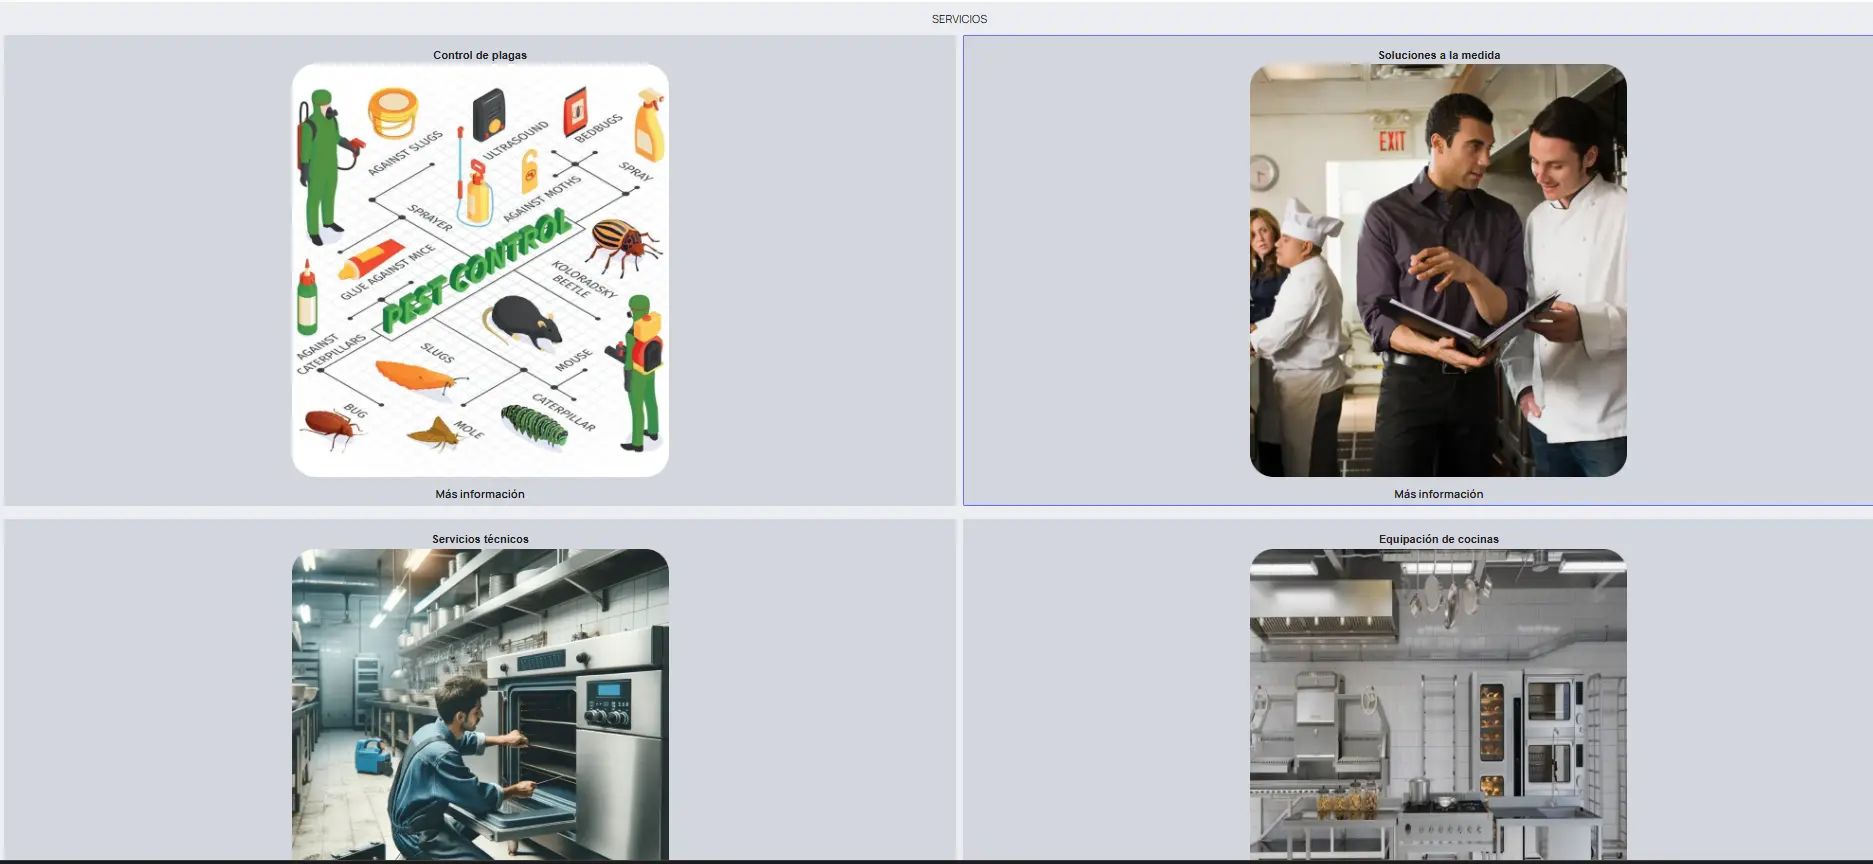 SERVICIOS
Control de plagas
AGAINST SLUGS
ULTRASOUND
BEDBUGS
SPRAY
SPRAYER
AGAINST MOTHS
GLUE AGAINST MICE
PEST CONTROL
KOLORADSKY
BEETLE
AGAINST
CATERPILLARS
SLUGS
MOUSE
BUG
MOLE
CATERPILLAR
Más información
Soluciones a la medida
EXIT
Más información
Servicios técnicos
Equipación de cocinas